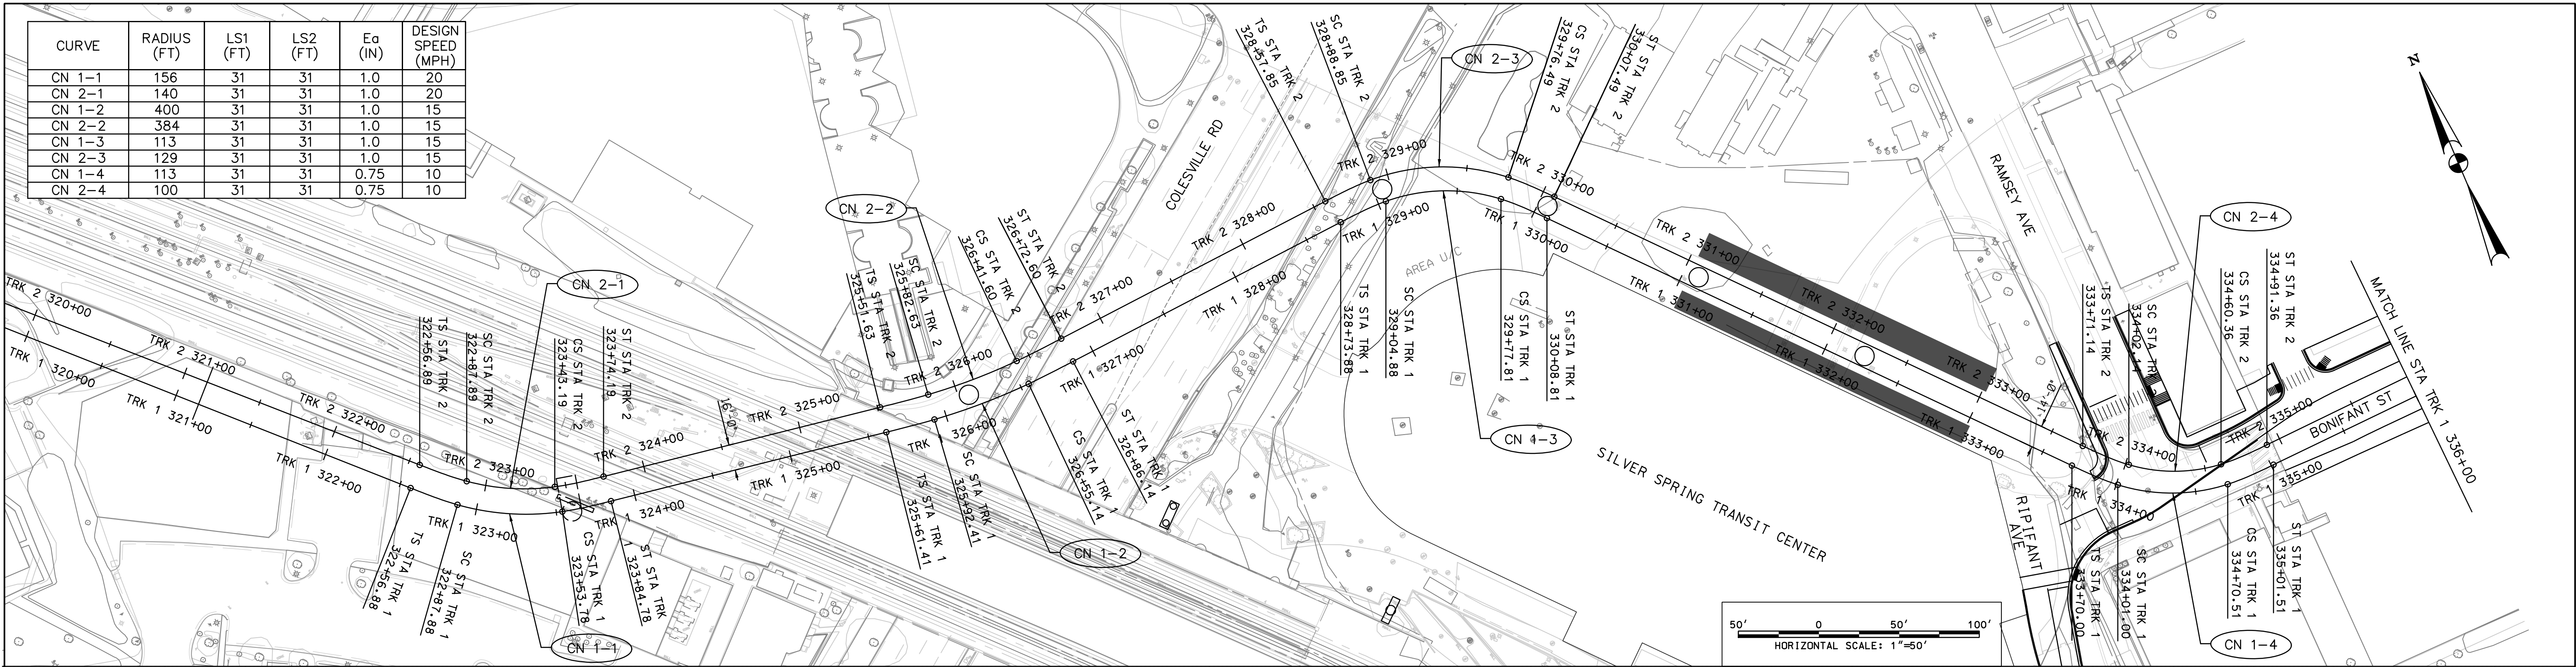 CURVE RADIUS (FT) LS1 (FT) LS2 (FT) Ea (IN) DESIGN SPEED (MPH)
CN 1-1 156 31 31 1.0 20
CN 2-1 140 31 31 1.0 20
CN 1-2 400 31 31 1.0 15
CN 2-2 384 31 31 1.0 15
CN 1-3 113 31 31 1.0 15
CN 2-3 129 31 31 1.0 15
CN 1-4 113 31 31 0.75 10
CN 2-4 100 31 31 0.75 10
TRK 2 320+00
TRK 1 320+00
TRK 2 321+00
TRK 1 321+00
TRK 2 322+00
TRK 1 322+00
TS STA TRK 2
322+56.89
SC STA TRK 2
322+87.89
TRK 2 323+00
TRK 1 323+00
TS STA TRK 1
322+56.88
SC STA TRK 1
322+87.88
CN 2-1
CS STA TRK 2
323+43.19
ST STA TRK 2
323+74.19
CN 1-1
CS STA TRK 1
323+53.78
ST STA TRK 1
323+84.78
TRK 2 324+00
TRK 1 324+00
16'-0"
TRK 2 325+00
TRK 1 325+00
CN 2-2
TS STA TRK 2
325+51.63
SC STA TRK 2
325+82.63
TRK 2 326+00
TRK 1 326+00
TS STA TRK 1
325+61.41
SC STA TRK 1
325+92.41
CS STA TRK 2
326+41.60
ST STA TRK 2
326+72.60
CN 1-2
CS STA TRK 1
326+55.14
ST STA TRK 1
326+86.14
TRK 2 327+00
TRK 1 327+00
COLESVILLE RD
TRK 2 328+00
TRK 1 328+00
TS STA TRK 2
328+57.85
SC STA TRK 2
328+88.85
TRK 2 329+00
TRK 1 329+00
TS STA TRK 1
328+73.88
SC STA TRK 1
329+04.88
CN 2-3
CS STA TRK 2
329+76.49
ST STA TRK 2
330+07.49
AREA U/C
CN 1-3
CS STA TRK 1
329+77.81
ST STA TRK 1
330+08.81
TRK 2 330+00
TRK 1 330+00
TRK 2 331+00
TRK 1 331+00
TRK 2 332+00
TRK 1 332+00
TRK 2 333+00
TRK 1 333+00
SILVER SPRING TRANSIT CENTER
RAMSEY AVE
14'-0"
RIPIFANT
AVE
TS STA TRK 2
333+71.14
SC STA TRK
334+02.14
TRK 2 334+00
TRK 1 334+00
TS STA TRK 1
333+70.00
SC STA TRK 1
334+01.00
CN 2-4
CS STA TRK 2
334+60.36
ST STA TRK 2
334+91.36
CN 1-4
CS STA TRK 1
334+70.51
ST STA TRK 1
335+01.51
TRK 2 335+00
TRK 1 335+00
BONIFANT ST
MATCH LINE STA TRK 1 336+00
N
50' 0 50' 100'
HORIZONTAL SCALE: 1"=50'